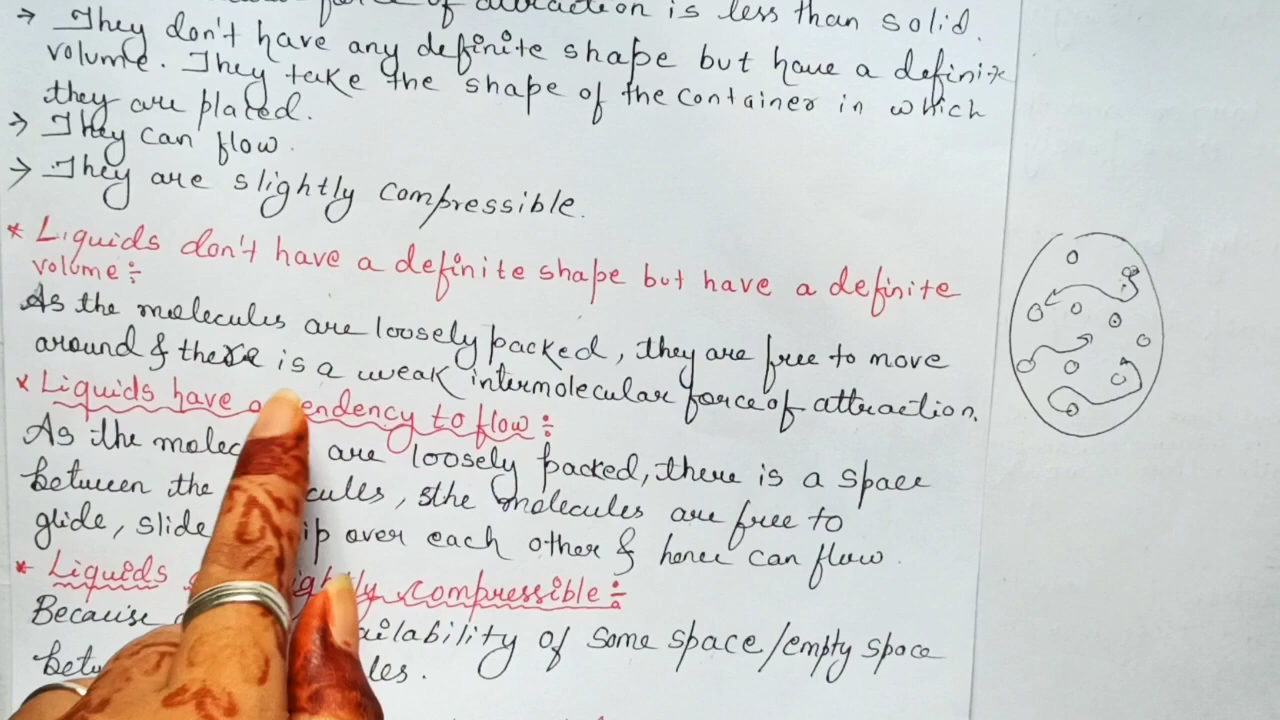 force of attraction is less than solid.
→ They don't have any definite shape but have a definite
volume. They take the shape of the container in which
they are placed.
→ They can flow.
→ They are slightly compressible.
* Liquids don't have a definite shape but have a definite
volume :-
As the molecules are loosely packed, they are free to move
around & there is a weak intermolecular force of attraction.
* Liquids have a tendency to flow :-
As the molec are loosely packed, there is a space
between the cules, sthe molecules are free to
glide, slide ip over each other & hence can flow.
* Liquids ightly compressible :-
Because ailability of some space/empty space
betw les.